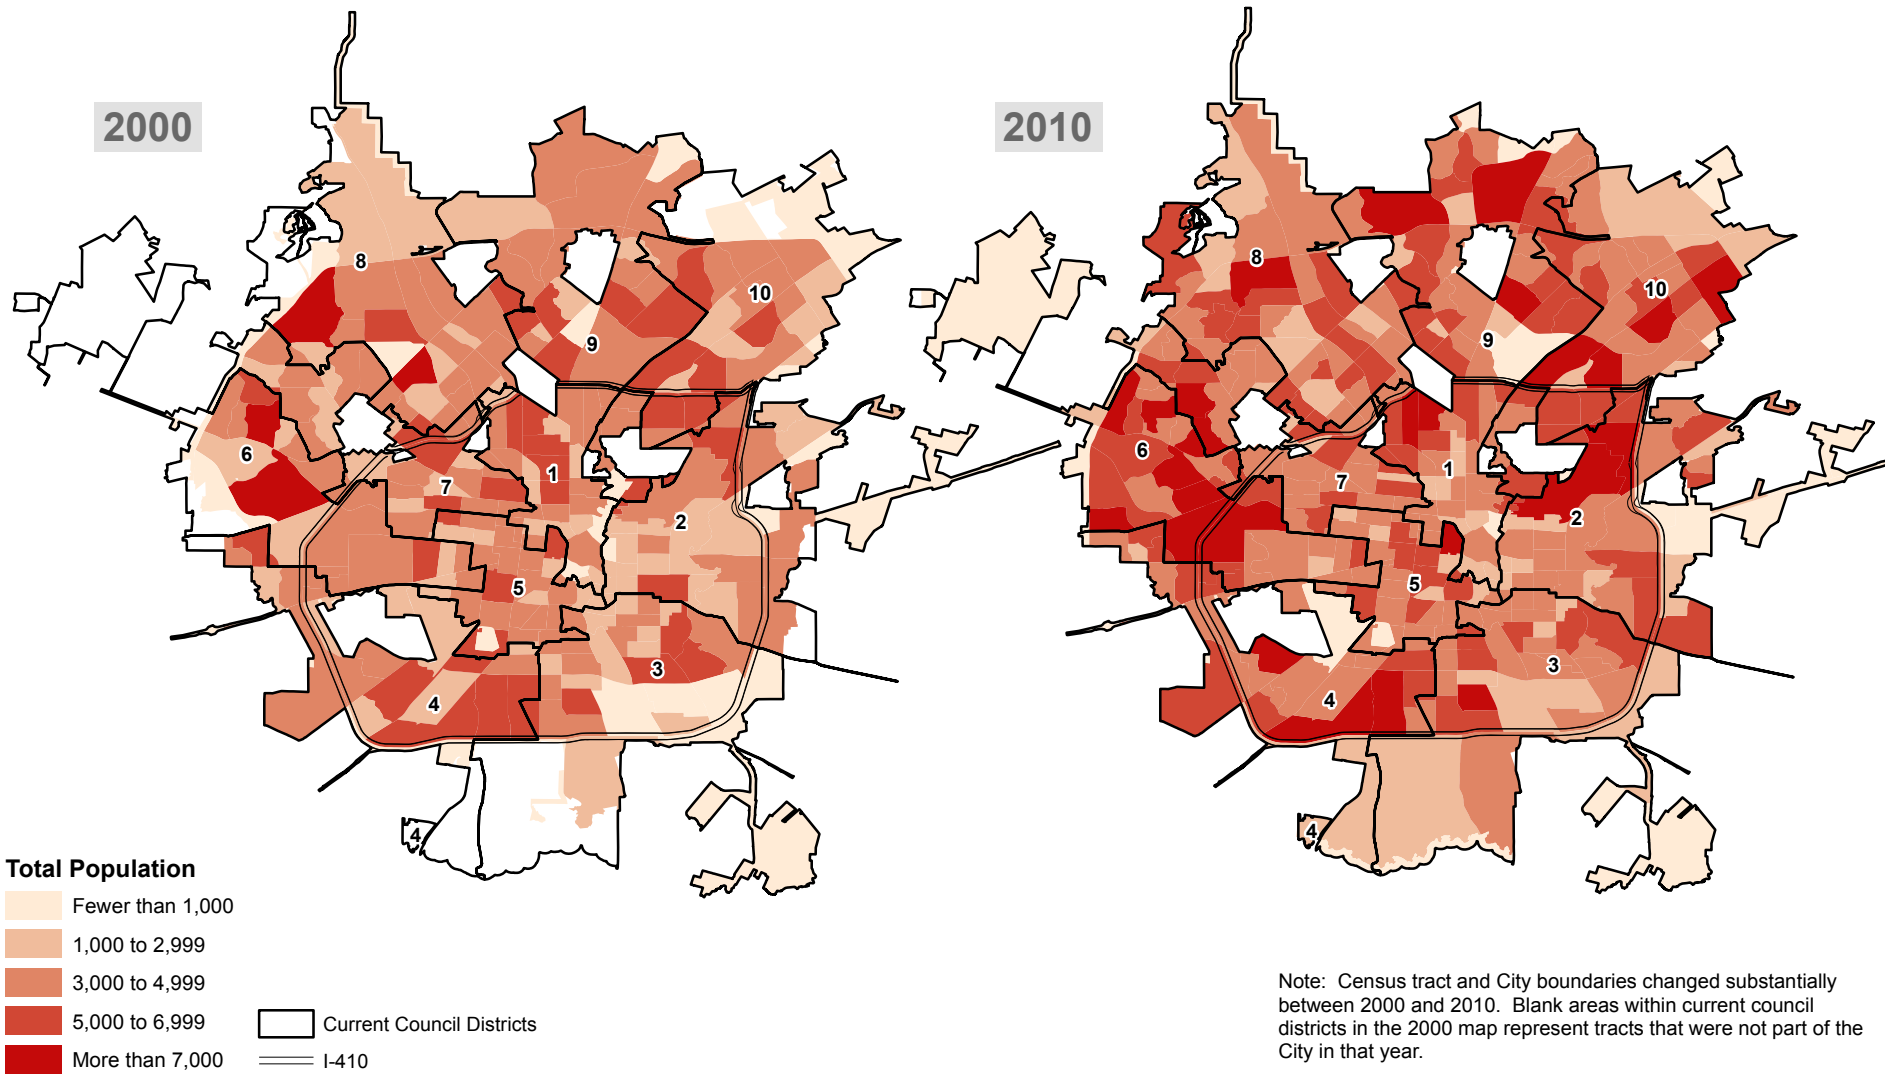 2000
2010
8
10
9
6
7
1
2
5
3
4
4
8
10
9
6
7
1
2
5
3
4
4
Total Population
Fewer than 1,000
1,000 to 2,999
3,000 to 4,999
5,000 to 6,999
More than 7,000
Current Council Districts
I-410
Note: Census tract and City boundaries changed substantially
between 2000 and 2010. Blank areas within current council
districts in the 2000 map represent tracts that were not part of the
City in that year.